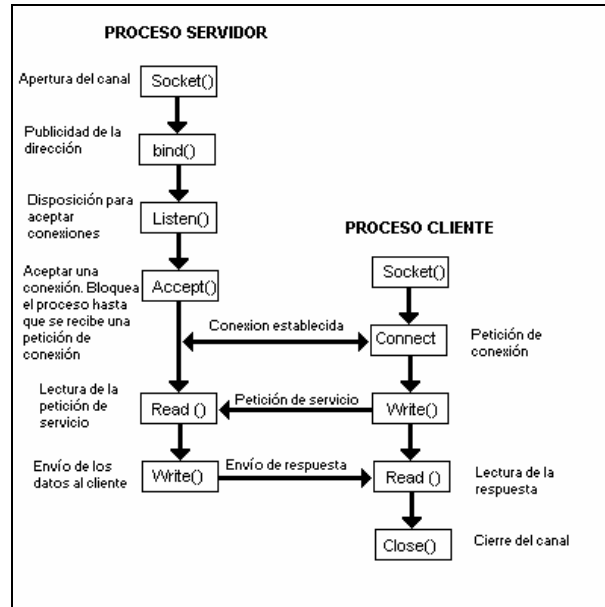 PROCESO SERVIDOR
Apertura del canal
Socket()
Publicidad de la
dirección
bind()
Disposición para
aceptar
conexiones
Listen()
PROCESO CLIENTE
Aceptar una
conexión. Bloquea
el proceso hasta
que se recibe una
petición de
conexión
Accept()
Socket()
Conexion establecida
Connect
Petición de
conexión
Lectura de la
petición de
servicio
Read ()
Petición de servicio
Write()
Envío de los
datos al cliente
Write()
Envío de respuesta
Read ()
Lectura de la
respuesta
Close()
Cierre del canal